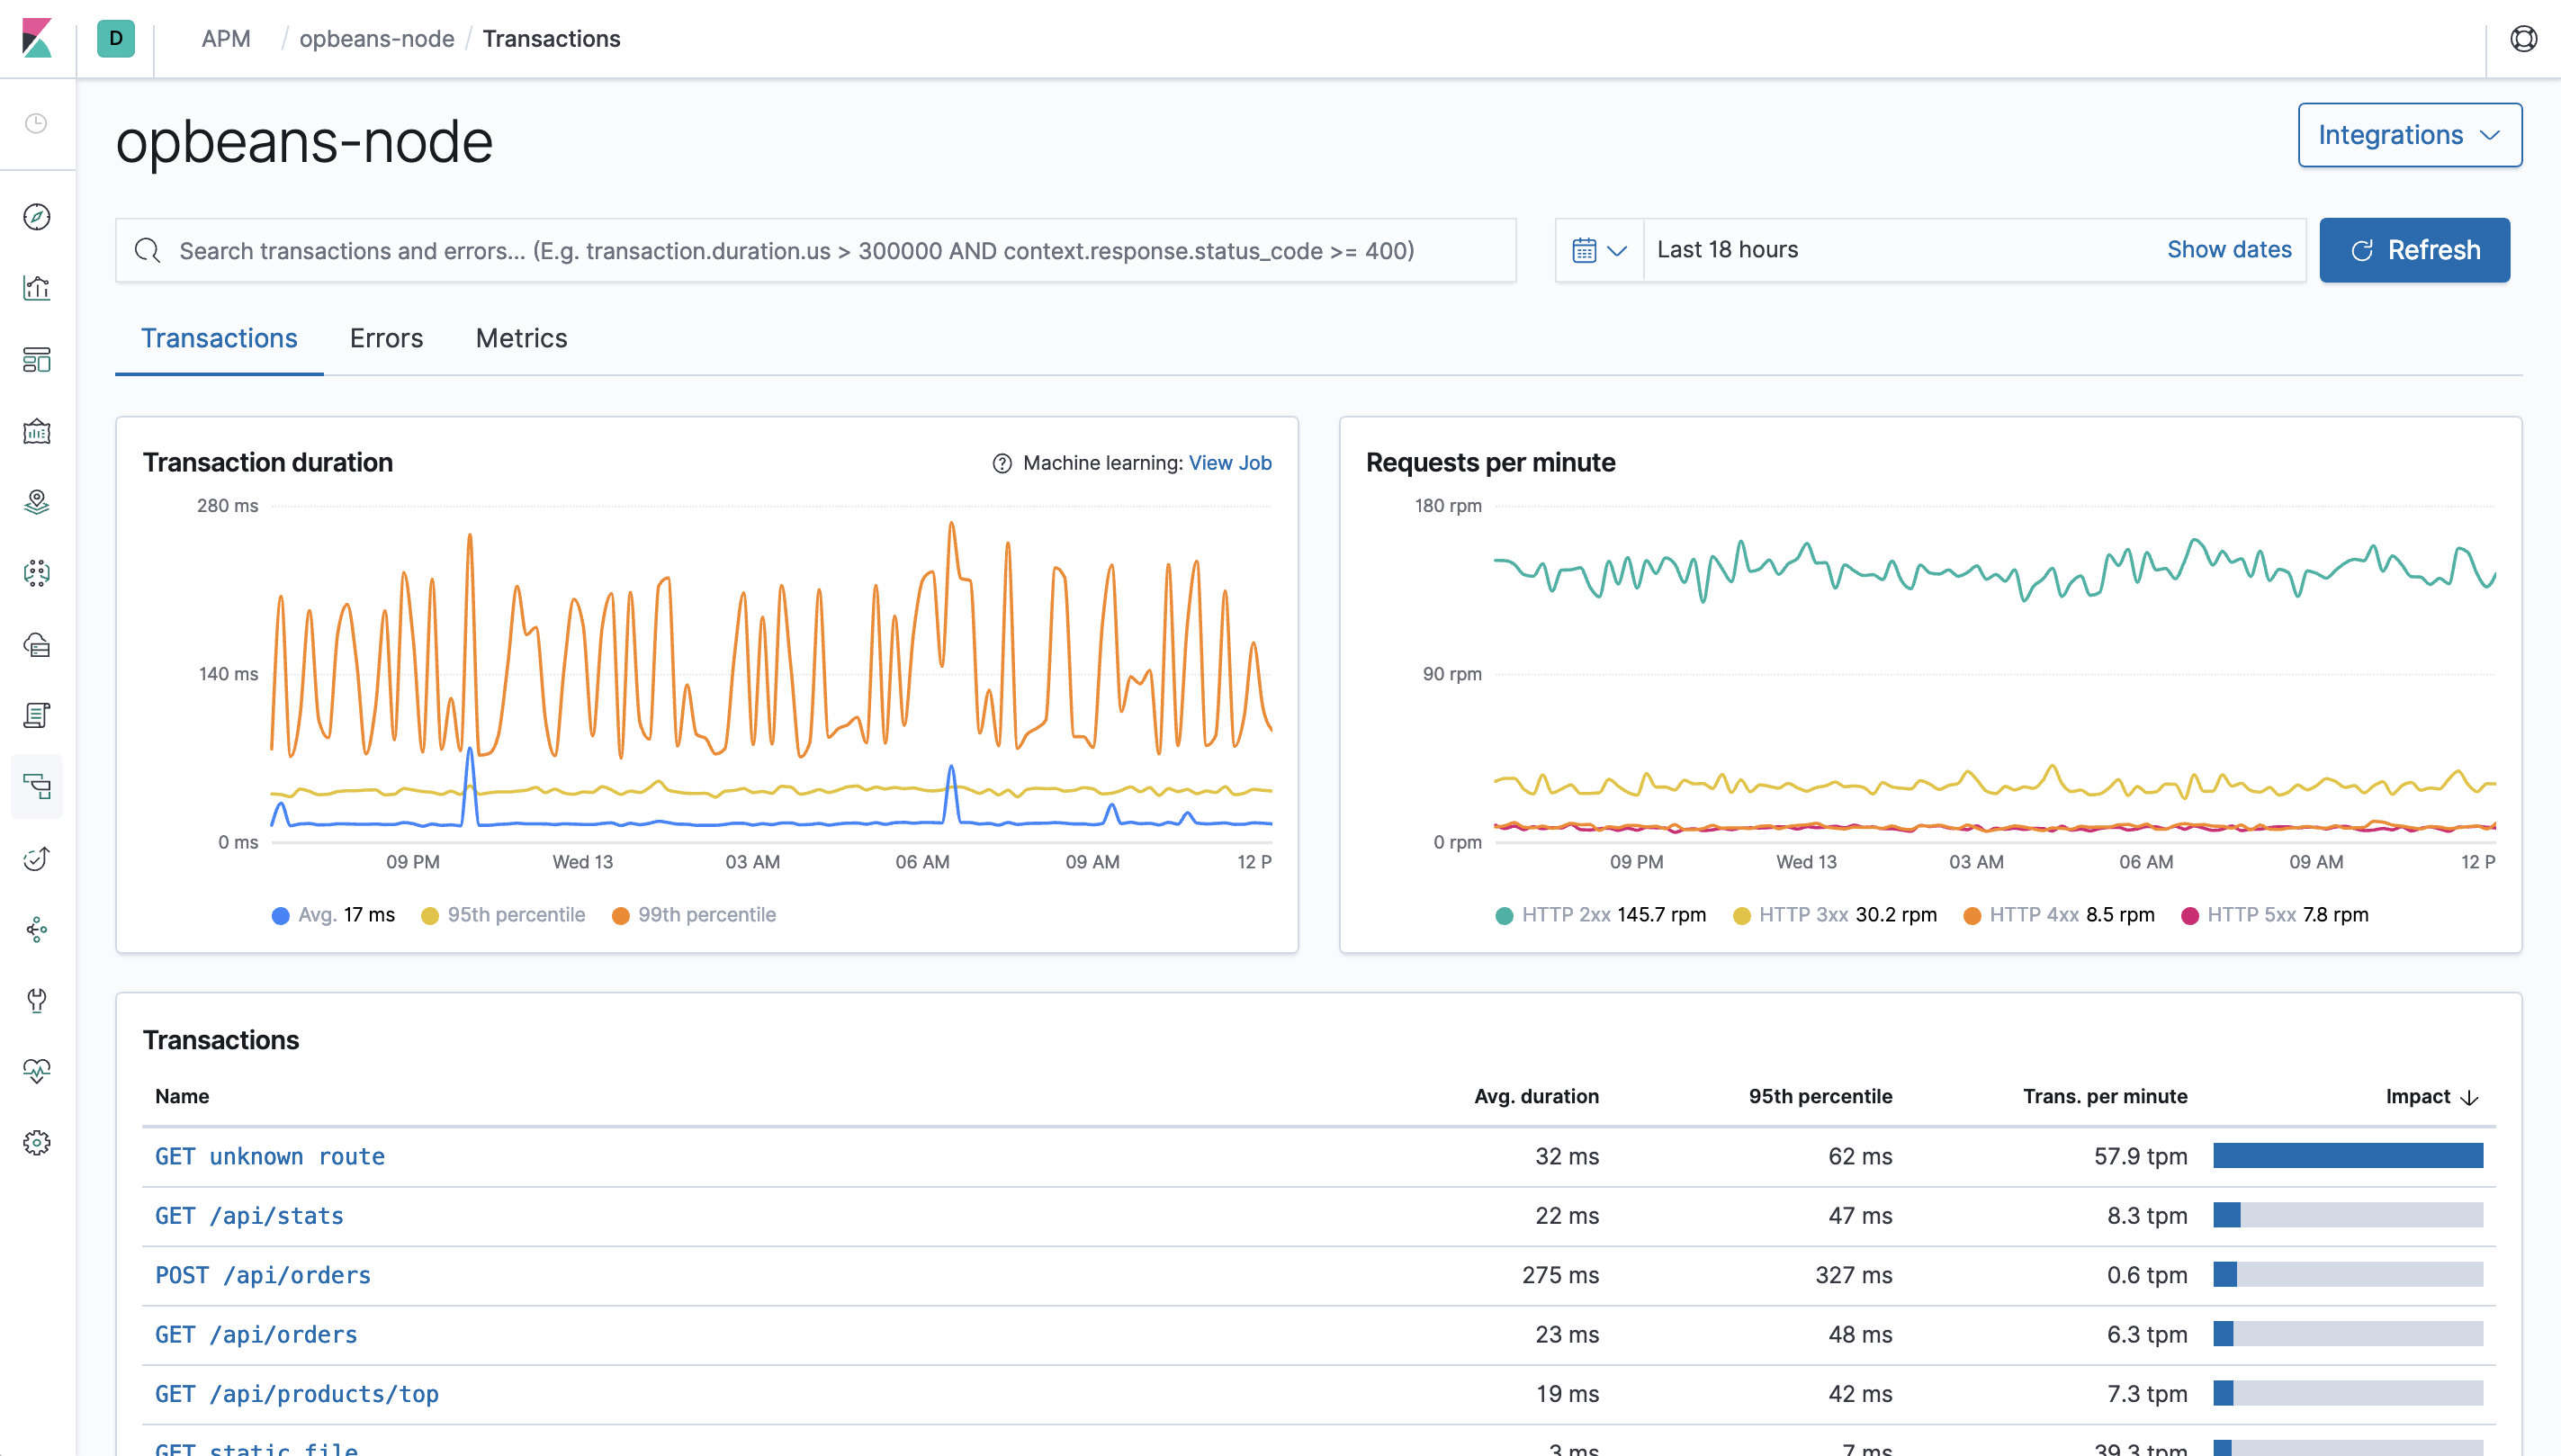 D APM / opbeans-node / Transactions
opbeans-node
Integrations
Search transactions and errors... (E.g. transaction.duration.us > 300000 AND context.response.status_code >= 400)
Last 18 hours Show dates Refresh
Transactions Errors Metrics
Transaction duration
Machine learning: View Job
280 ms
140 ms
0 ms
09 PM Wed 13 03 AM 06 AM 09 AM 12 P
Avg. 17 ms 95th percentile 99th percentile
Requests per minute
180 rpm
90 rpm
0 rpm
09 PM Wed 13 03 AM 06 AM 09 AM 12 P
HTTP 2xx 145.7 rpm HTTP 3xx 30.2 rpm HTTP 4xx 8.5 rpm HTTP 5xx 7.8 rpm
Transactions
Name Avg. duration 95th percentile Trans. per minute Impact
GET unknown route 32 ms 62 ms 57.9 tpm
GET /api/stats 22 ms 47 ms 8.3 tpm
POST /api/orders 275 ms 327 ms 0.6 tpm
GET /api/orders 23 ms 48 ms 6.3 tpm
GET /api/products/top 19 ms 42 ms 7.3 tpm
GET static file 3 ms 7 ms 39.3 tpm